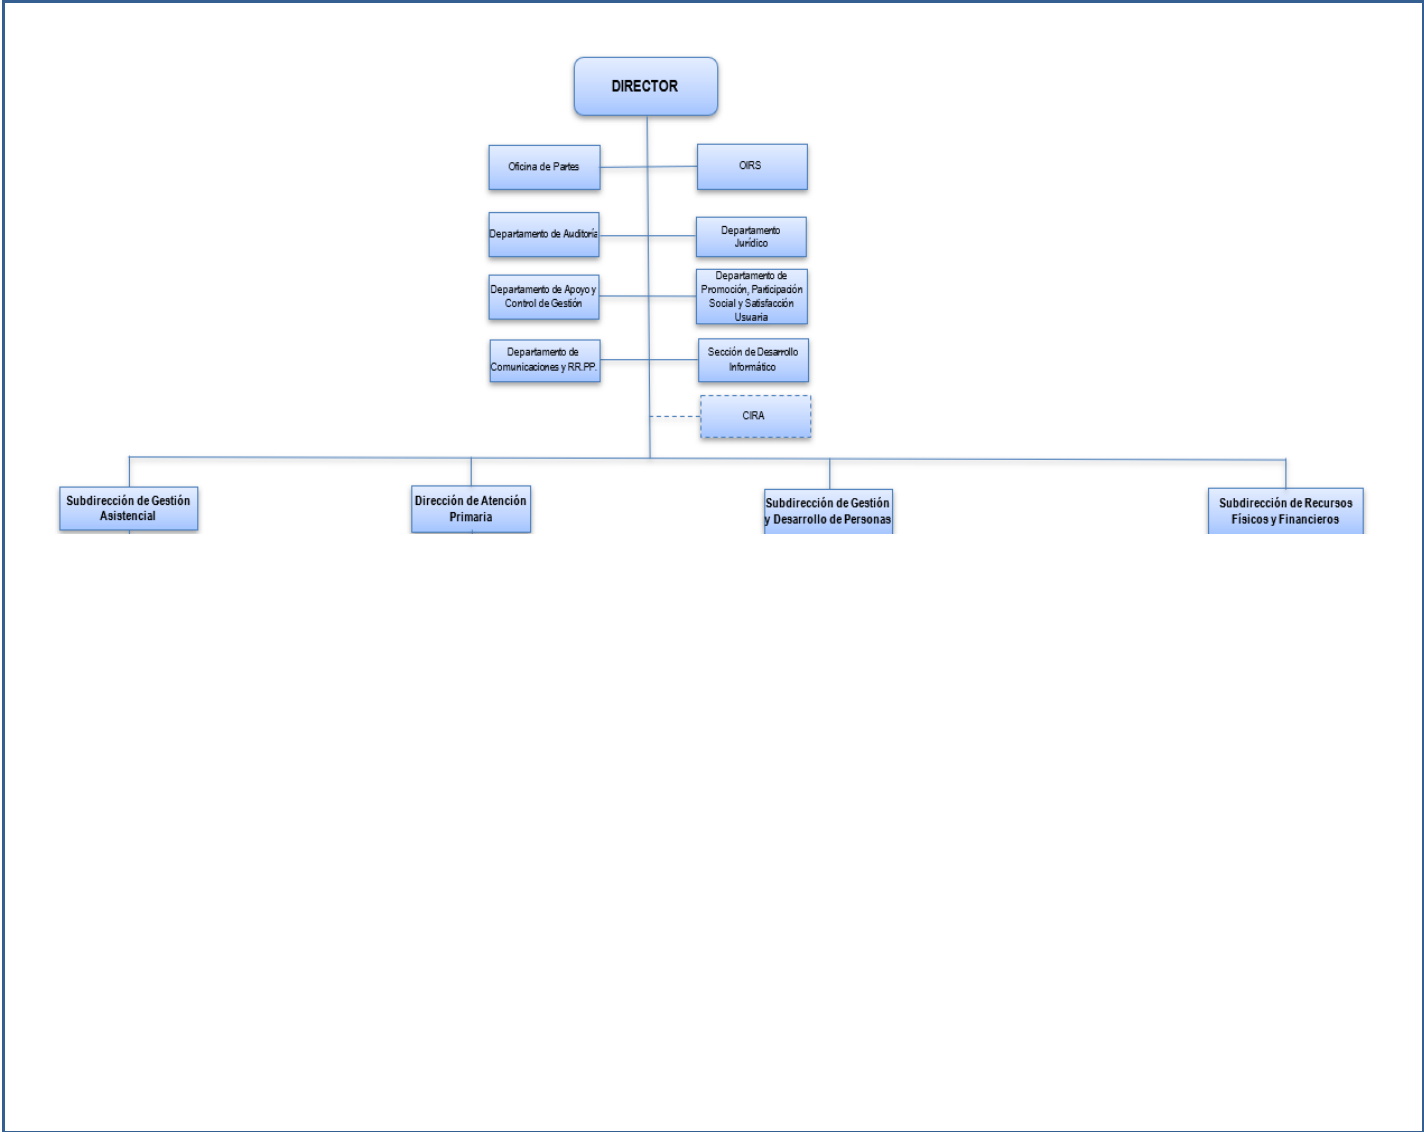 DIRECTOR
Oficina de Partes
OIRS
Departamento de Auditoría
Departamento
Jurídico
Departamento de Apoyo y
Control de Gestión
Departamento de
Promoción, Participación
Social y Satisfacción
Usuaria
Departamento de
Comunicaciones y RR.PP.
Sección de Desarrollo
Informático
CIRA
Subdirección de Gestión
Asistencial
Dirección de Atención
Primaria
Subdirección de Gestión
y Desarrollo de Personas
Subdirección de Recursos
Físicos y Financieros